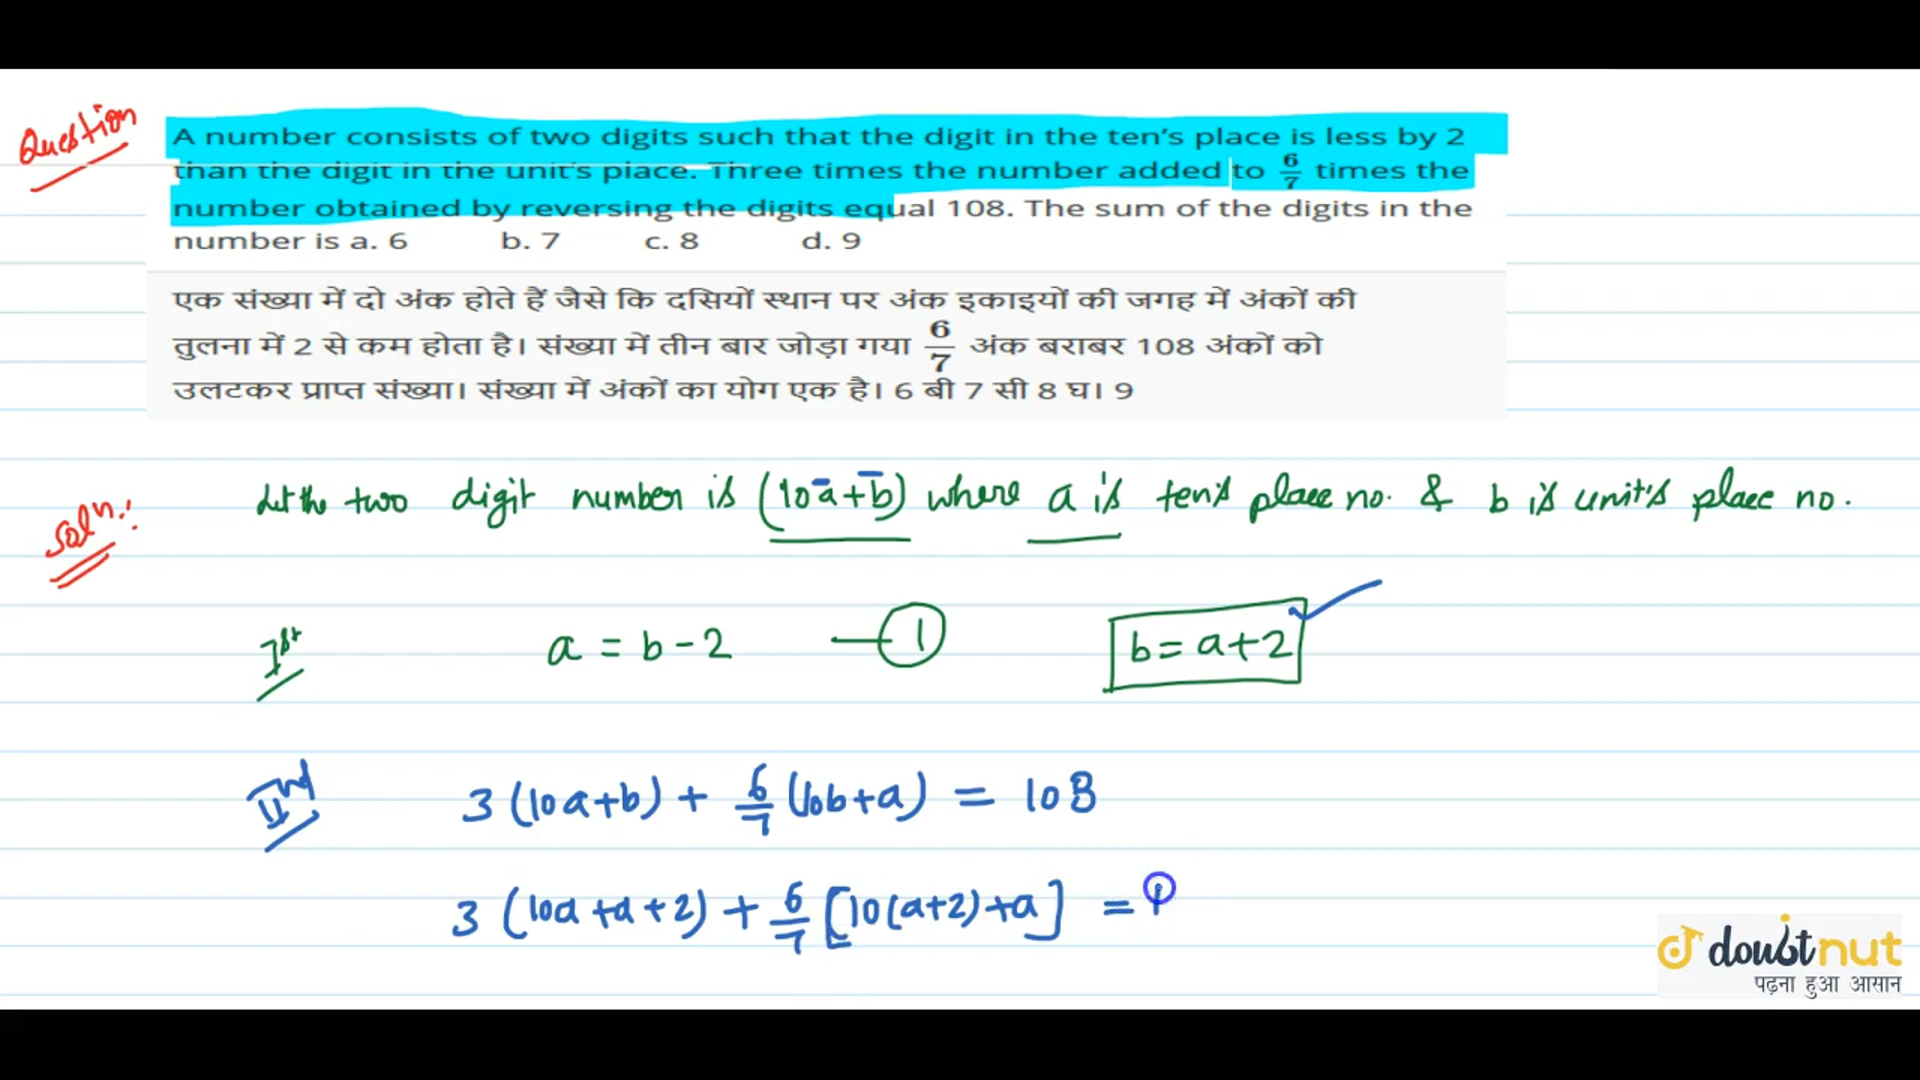 Question
A number consists of two digits such that the digit in the ten's place is less by 2
than the digit in the unit's place. Three times the number added to 6/7 times the
number obtained by reversing the digits equal 108. The sum of the digits in the
number is a. 6 b. 7 c. 8 d. 9
एक संख्या में दो अंक होते हैं जैसे कि दसियों स्थान पर अंक इकाइयों की जगह में अंकों की
तुलना में 2 से कम होता है। संख्या में तीन बार जोड़ा गया 6/7 अंक बराबर 108 अंकों को
उलटकर प्राप्त संख्या। संख्या में अंकों का योग एक है। 6 बी 7 सी 8 घ। 9
Soln:
Let the two digit number is (10a+b) where a is ten's place no. & b is unit's place no.
Ist a = b-2 — 1 b = a+2
IInd 3 (10a+b) + 6/7 (10b+a) = 108
3 (10a+a+2) + 6/7 [10(a+2)+a] = 1
doubtnut
पढ़ना हुआ आसान